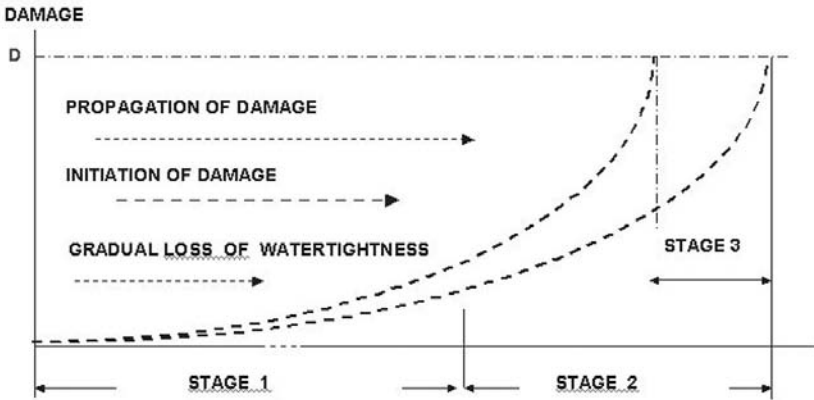 DAMAGE
D
PROPAGATION OF DAMAGE
INITIATION OF DAMAGE
GRADUAL LOSS OF WATERTIGHTNESS
STAGE 3
STAGE 1
STAGE 2